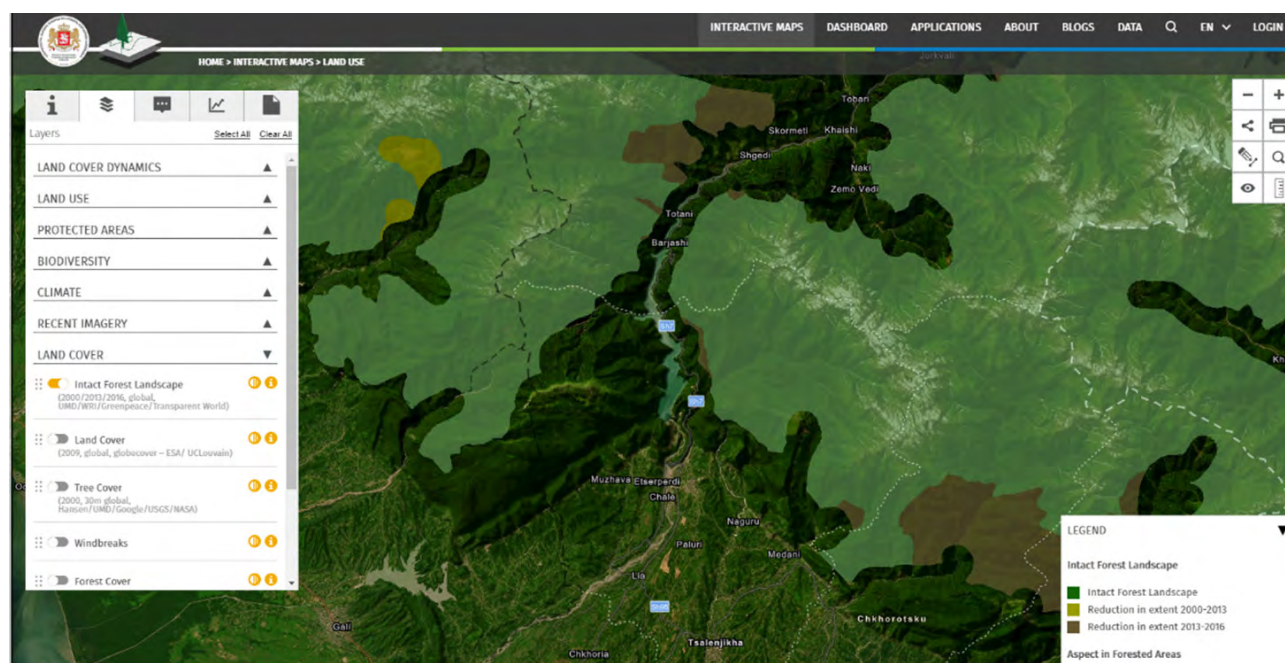 INTERACTIVE MAPS DASHBOARD APPLICATIONS ABOUT BLOGS DATA EN LOGIN
HOME > INTERACTIVE MAPS > LAND USE
Layers Select All Clear All
LAND COVER DYNAMICS
LAND USE
PROTECTED AREAS
BIODIVERSITY
CLIMATE
RECENT IMAGERY
LAND COVER
Intact Forest Landscape
(2000/2013/2016, global,
UMD/WRI/Greenpeace/Transparent World)
Land Cover
(2009, global, globcover – ESA/ UCLouvain)
Tree Cover
(2000, 30m global,
Hansen/UMD/Google/USGS/NASA)
Windbreaks
Forest Cover
Jorkvali
Tobari
Skormeti Khaishi
Shgedi
Naki
Zemo Vedi
Totani
Barjashi
Muzhava Etserperdi
Chale
Naguru
Paluri
Medani
Lia
Gali
Chkhorotsku
Tsalenjikha
Chkhoria
LEGEND
Intact Forest Landscape
Intact Forest Landscape
Reduction in extent 2000-2013
Reduction in extent 2013-2016
Aspect in Forested Areas